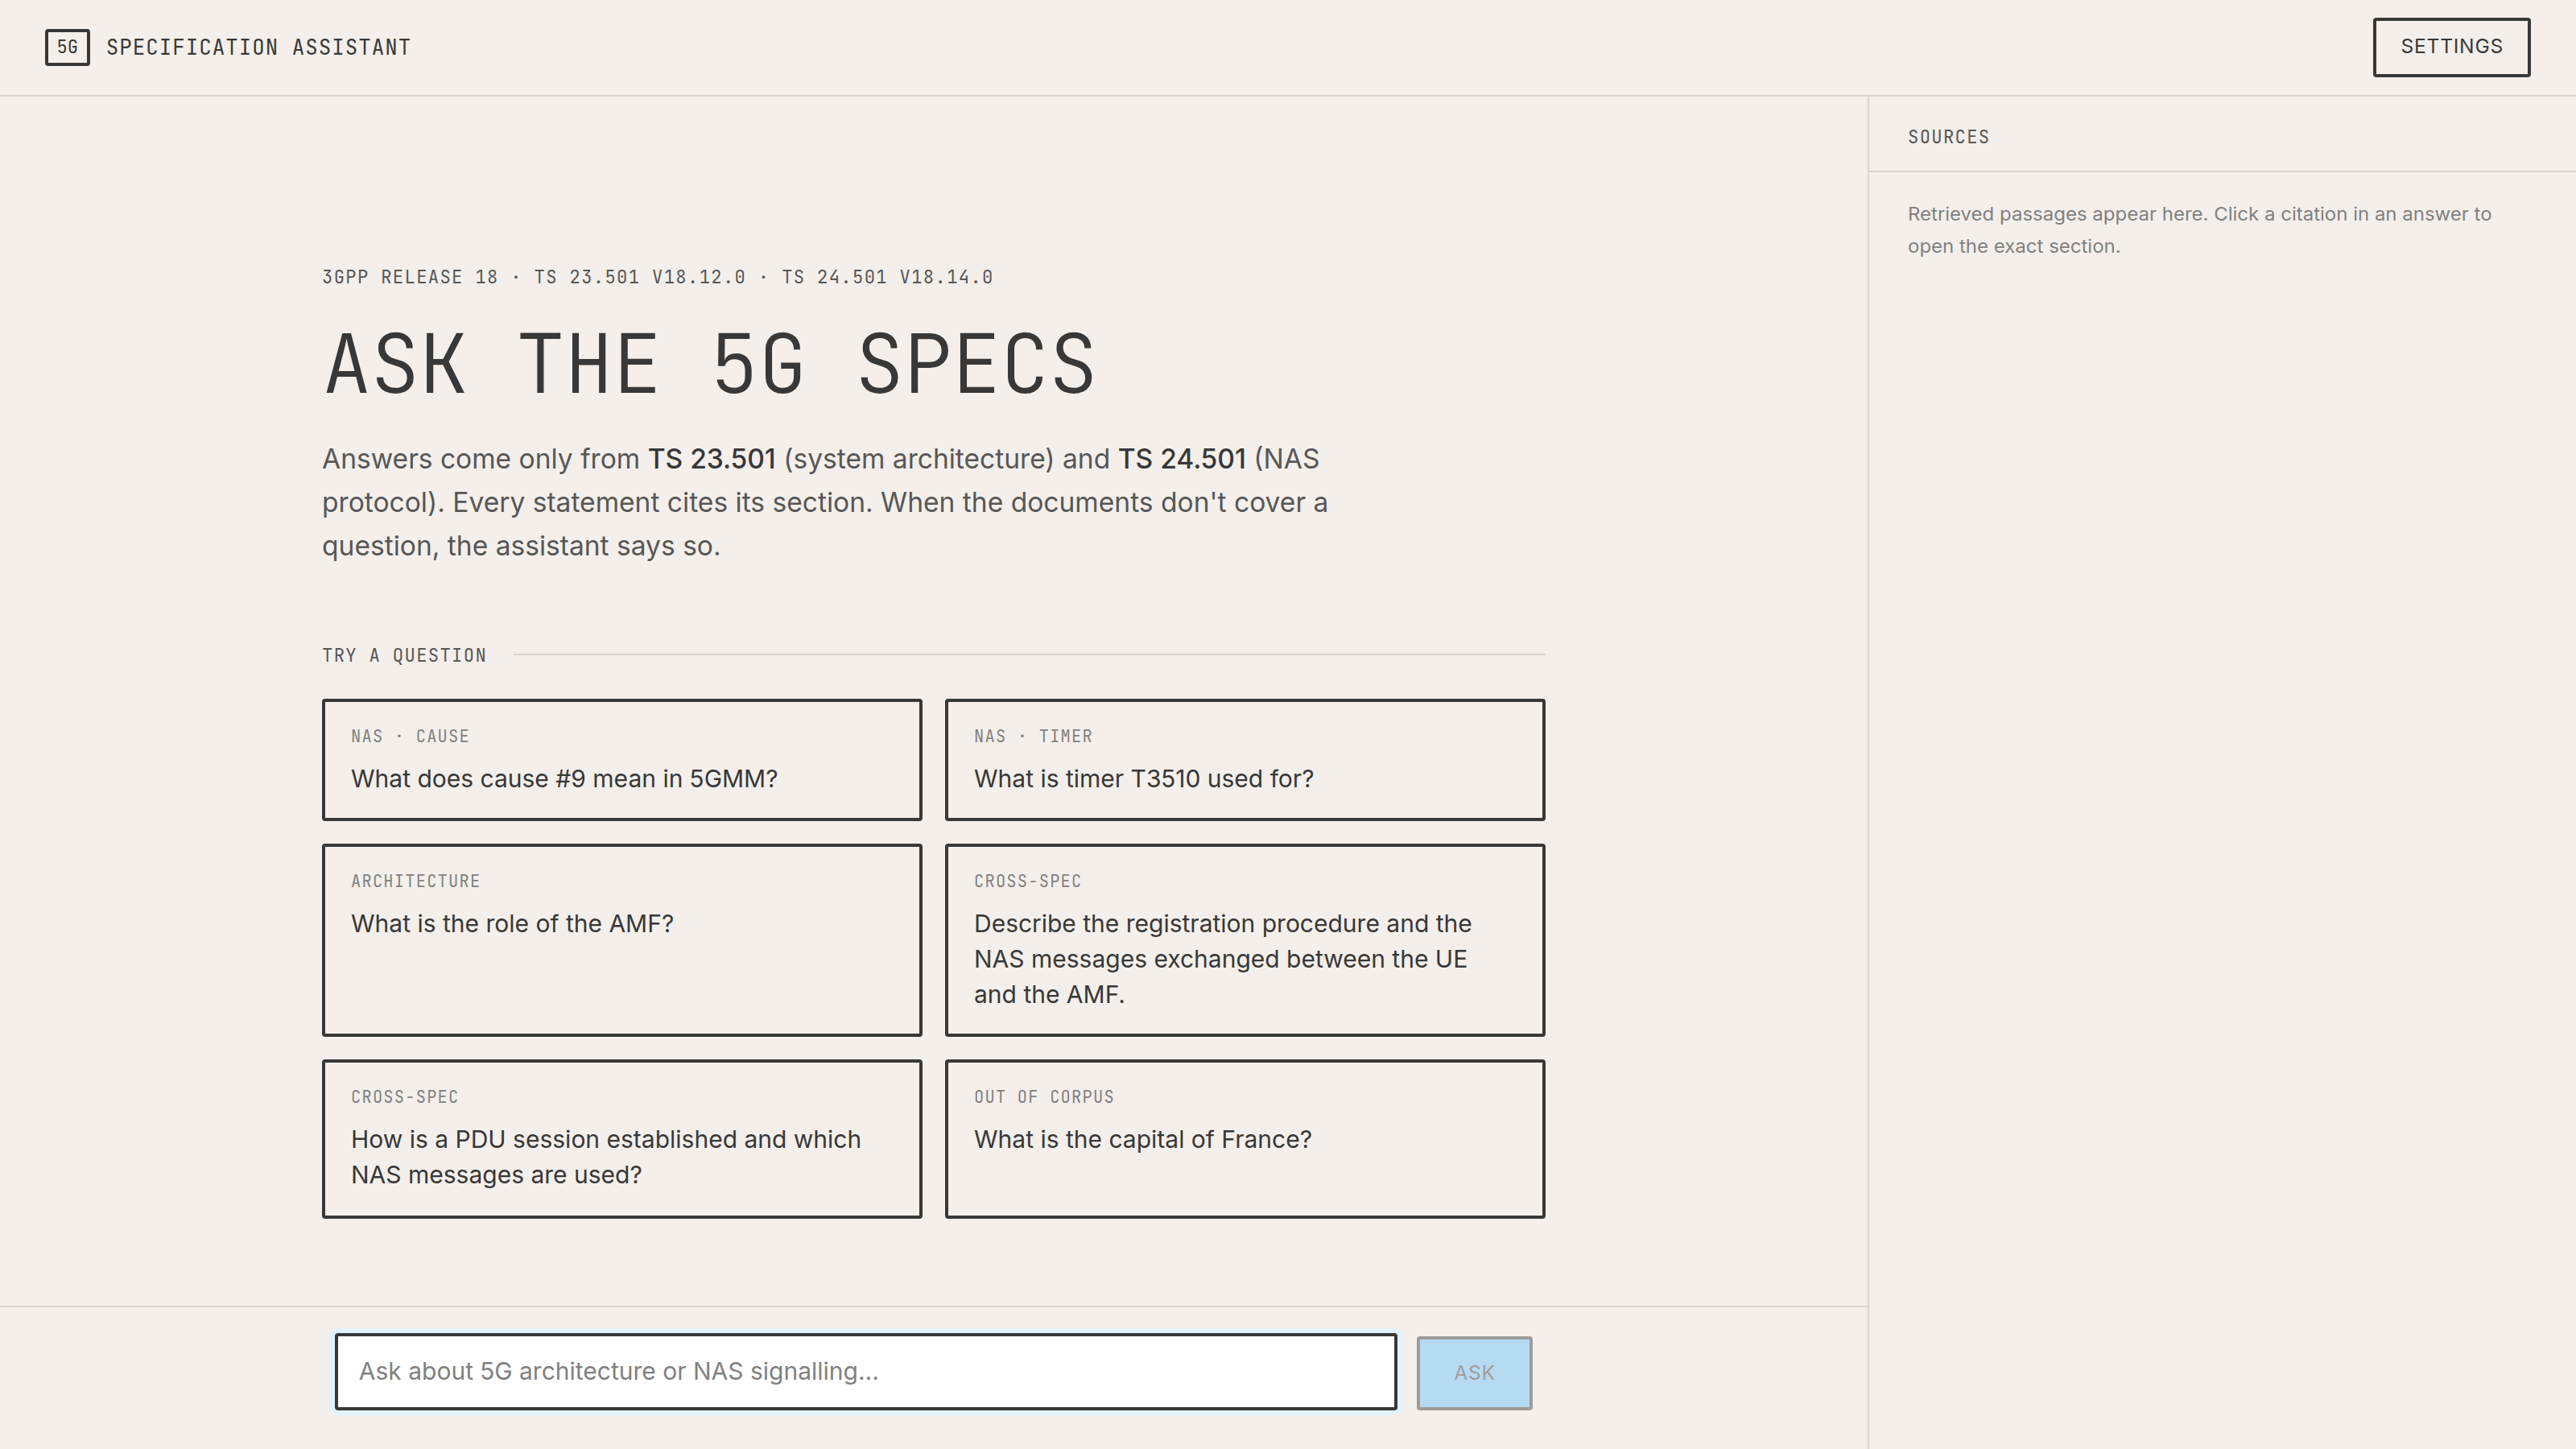 5G SPECIFICATION ASSISTANT
SETTINGS
3GPP RELEASE 18 · TS 23.501 V18.12.0 · TS 24.501 V18.14.0
ASK THE 5G SPECS
Answers come only from TS 23.501 (system architecture) and TS 24.501 (NAS
protocol). Every statement cites its section. When the documents don't cover a
question, the assistant says so.
TRY A QUESTION
NAS · CAUSE
What does cause #9 mean in 5GMM?
NAS · TIMER
What is timer T3510 used for?
ARCHITECTURE
What is the role of the AMF?
CROSS-SPEC
Describe the registration procedure and the
NAS messages exchanged between the UE
and the AMF.
CROSS-SPEC
How is a PDU session established and which
NAS messages are used?
OUT OF CORPUS
What is the capital of France?
Ask about 5G architecture or NAS signalling...
ASK
SOURCES
Retrieved passages appear here. Click a citation in an answer to
open the exact section.